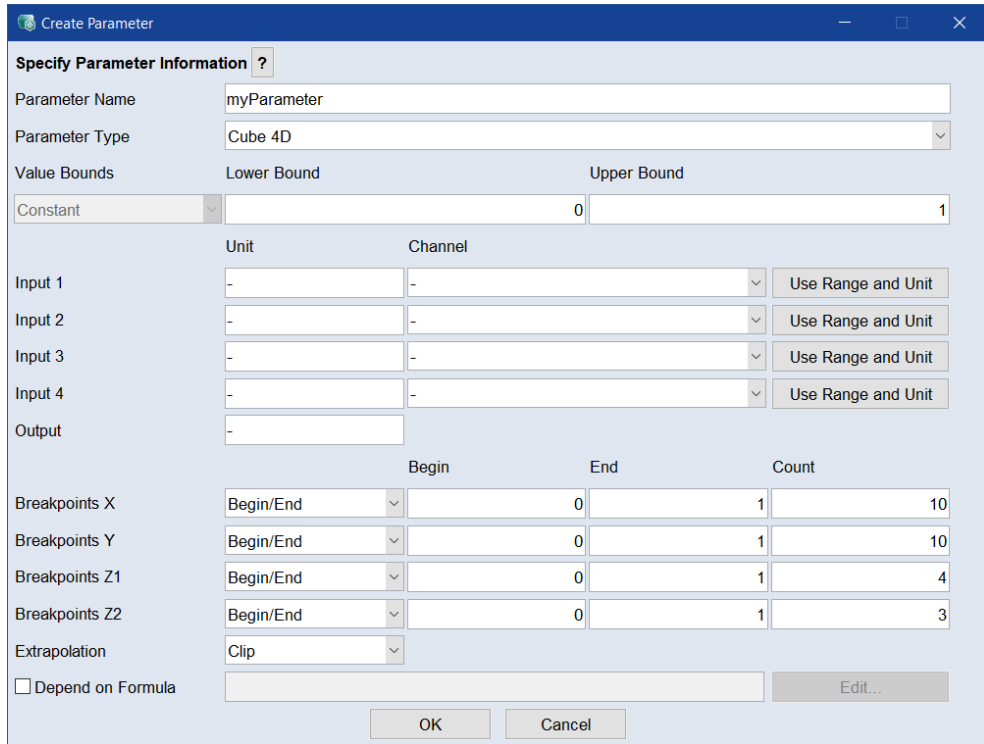 Create Parameter
Specify Parameter Information ?
Parameter Name myParameter
Parameter Type Cube 4D
Value Bounds Lower Bound Upper Bound
Constant 0 1
Unit Channel
Input 1 - - Use Range and Unit
Input 2 - - Use Range and Unit
Input 3 - - Use Range and Unit
Input 4 - - Use Range and Unit
Output -
Begin End Count
Breakpoints X Begin/End 0 1 10
Breakpoints Y Begin/End 0 1 10
Breakpoints Z1 Begin/End 0 1 4
Breakpoints Z2 Begin/End 0 1 3
Extrapolation Clip
Depend on Formula Edit...
OK Cancel